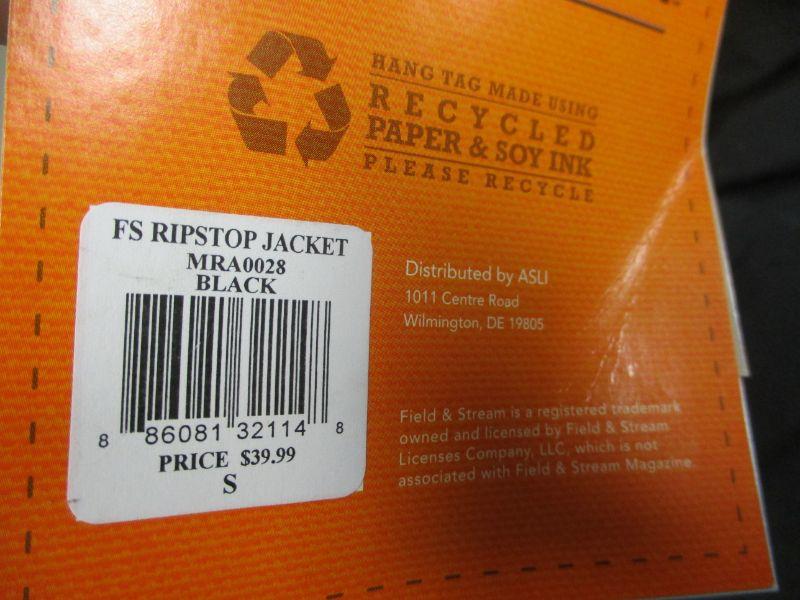 HANG TAG MADE USING
RECYCLED
PAPER & SOY INK
PLEASE RECYCLE
FS RIPSTOP JACKET
MRA0028
BLACK
8 86081 32114 8
PRICE $39.99
S
Distributed by ASLI
1011 Centre Road
Wilmington, DE 19805
Field & Stream is a registered trademark
owned and licensed by Field & Stream
Licenses Company, LLC, which is not
associated with Field & Stream Magazine.